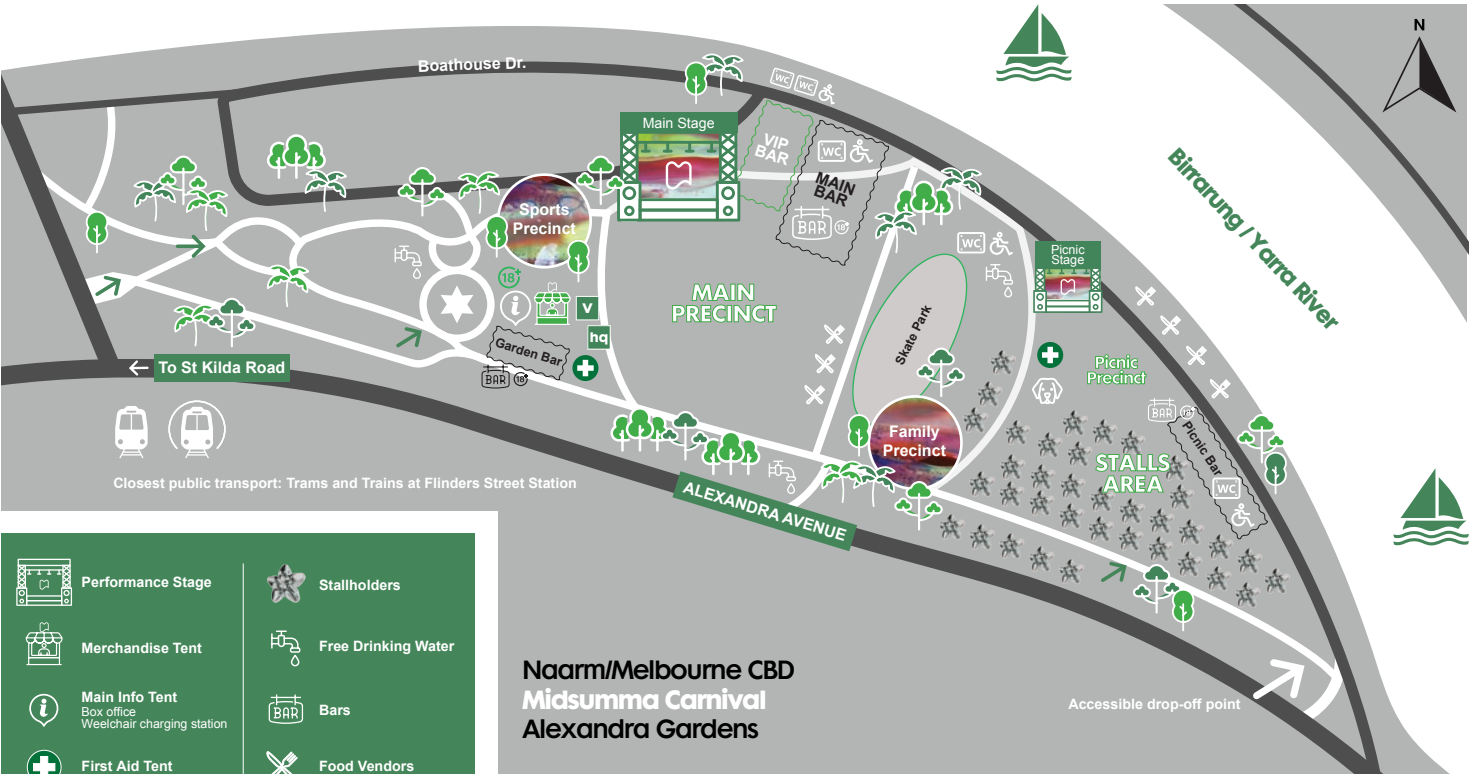 N
Boathouse Dr.
WC
WC
Main Stage
VIP
BAR
WC
MAIN
BAR
BAR
18+
Birrarung / Yarra River
Sports
Precinct
WC
Picnic
Stage
18+
MAIN
PRECINCT
V
hq
Skate Park
Garden Bar
BAR
18+
To St Kilda Road
Picnic
Precinct
BAR
18+
Picnic Bar
WC
Family
Precinct
STALLS
AREA
Closest public transport: Trams and Trains at Flinders Street Station
ALEXANDRA AVENUE
Performance Stage
Merchandise Tent
Main Info Tent
Box office
Weelchair charging station
First Aid Tent
Stallholders
Free Drinking Water
BAR
Bars
Food Vendors
Naarm/Melbourne CBD
Midsumma Carnival
Alexandra Gardens
Accessible drop-off point